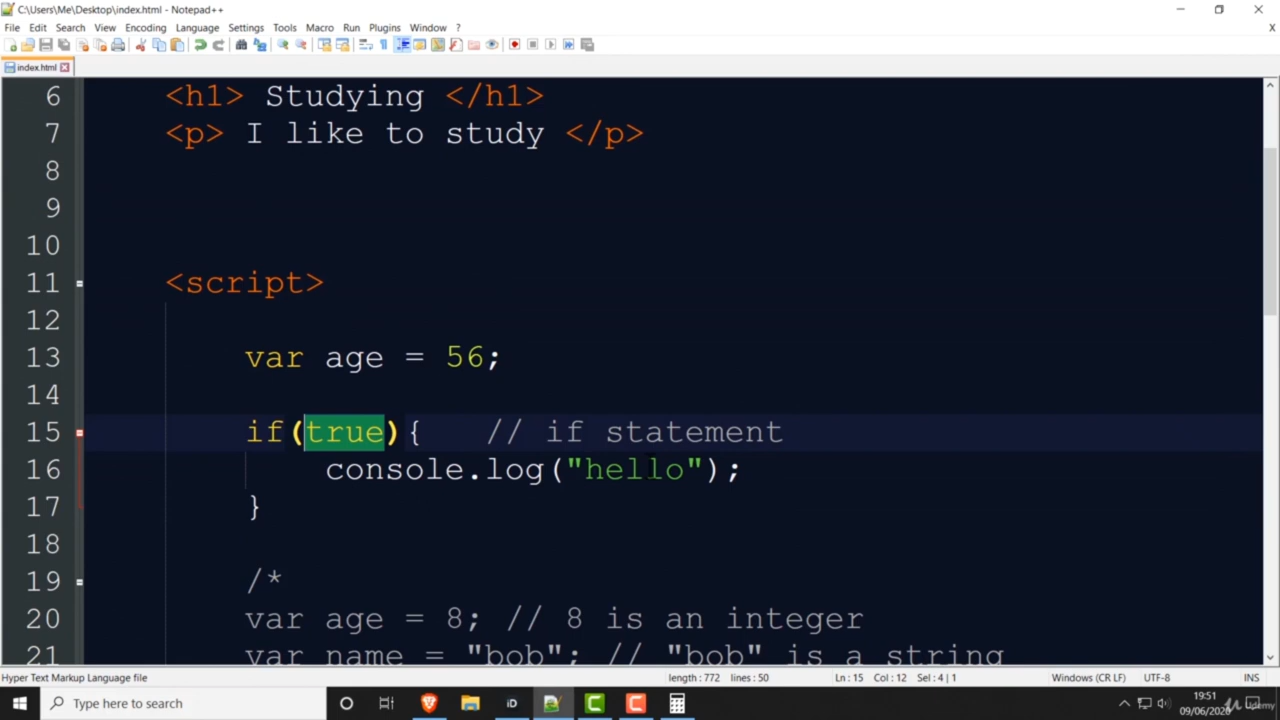 C:\Users\Me\Desktop\index.html - Notepad++
File Edit Search View Encoding Language Settings Tools Macro Run Plugins Window ?
X
index.html
6 <h1> Studying </h1>
7 <p> I like to study </p>
8
9
10
11 <script>
12
13 var age = 56;
14
15 if(true){ // if statement
16 console.log("hello");
17 }
18
19 /*
20 var age = 8; // 8 is an integer
21 var name = "bob"; // "bob" is a string
Hyper Text Markup Language file length : 772 lines : 50 Ln : 15 Col : 12 Sel : 4 | 1 Windows (CR LF) UTF-8 INS
Type here to search
iD
19:51
09/06/2020
Udemy